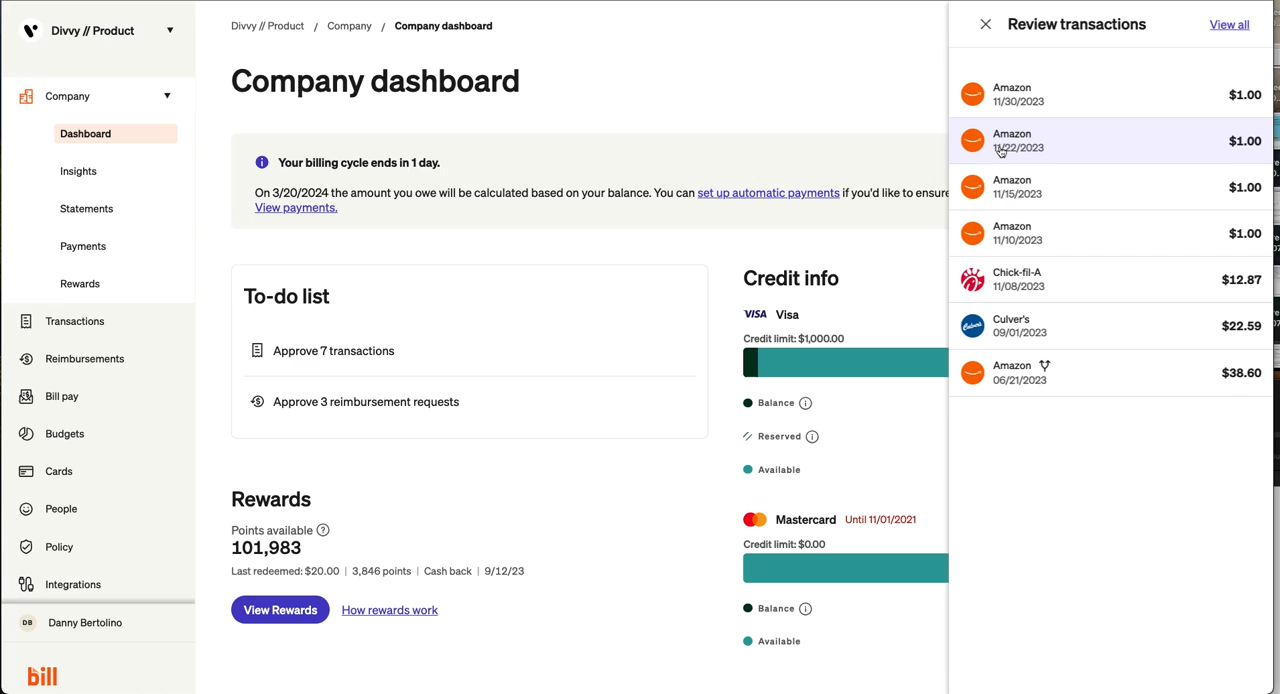 Divvy // Product
Company
Dashboard
Insights
Statements
Payments
Rewards
Transactions
Reimbursements
Bill pay
Budgets
Cards
People
Policy
Integrations
DB Danny Bertolino
bill
Divvy // Product / Company / Company dashboard
Company dashboard
Your billing cycle ends in 1 day.
On 3/20/2024 the amount you owe will be calculated based on your balance. You can set up automatic payments if you'd like to ensure
View payments.
To-do list
Approve 7 transactions
Approve 3 reimbursement requests
Rewards
Points available
101,983
Last redeemed: $20.00 | 3,846 points | Cash back | 9/12/23
View Rewards How rewards work
Credit info
VISA Visa
Credit limit: $1,000.00
Balance
Reserved
Available
Mastercard Until 11/01/2021
Credit limit: $0.00
Balance
Available
Review transactions View all
Amazon
11/30/2023 $1.00
Amazon
11/22/2023 $1.00
Amazon
11/15/2023 $1.00
Amazon
11/10/2023 $1.00
Chick-fil-A
11/08/2023 $12.87
Culver's
09/01/2023 $22.59
Amazon
06/21/2023 $38.60